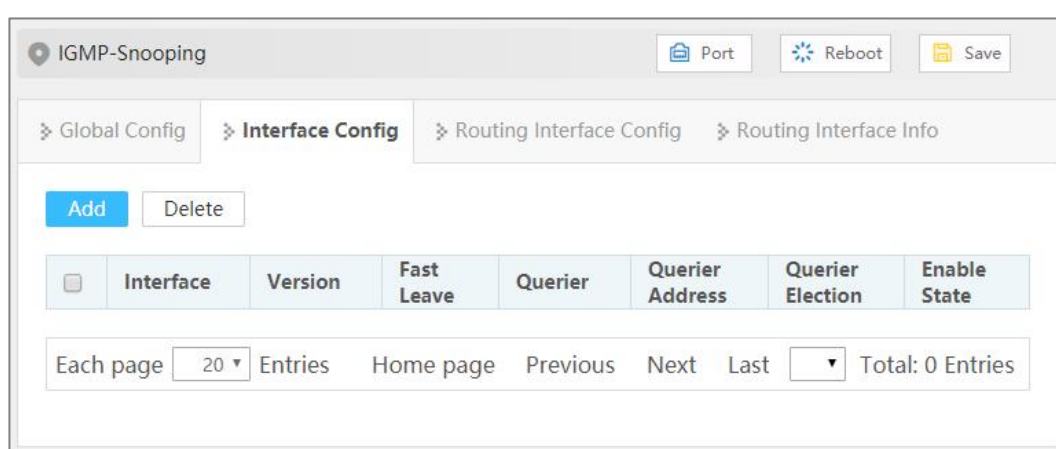 IGMP-Snooping Port Reboot Save
Global Config Interface Config Routing Interface Config Routing Interface Info
Add Delete
Interface Version Fast Leave Querier Querier Address Querier Election Enable State
Each page 20 Entries Home page Previous Next Last Total: 0 Entries